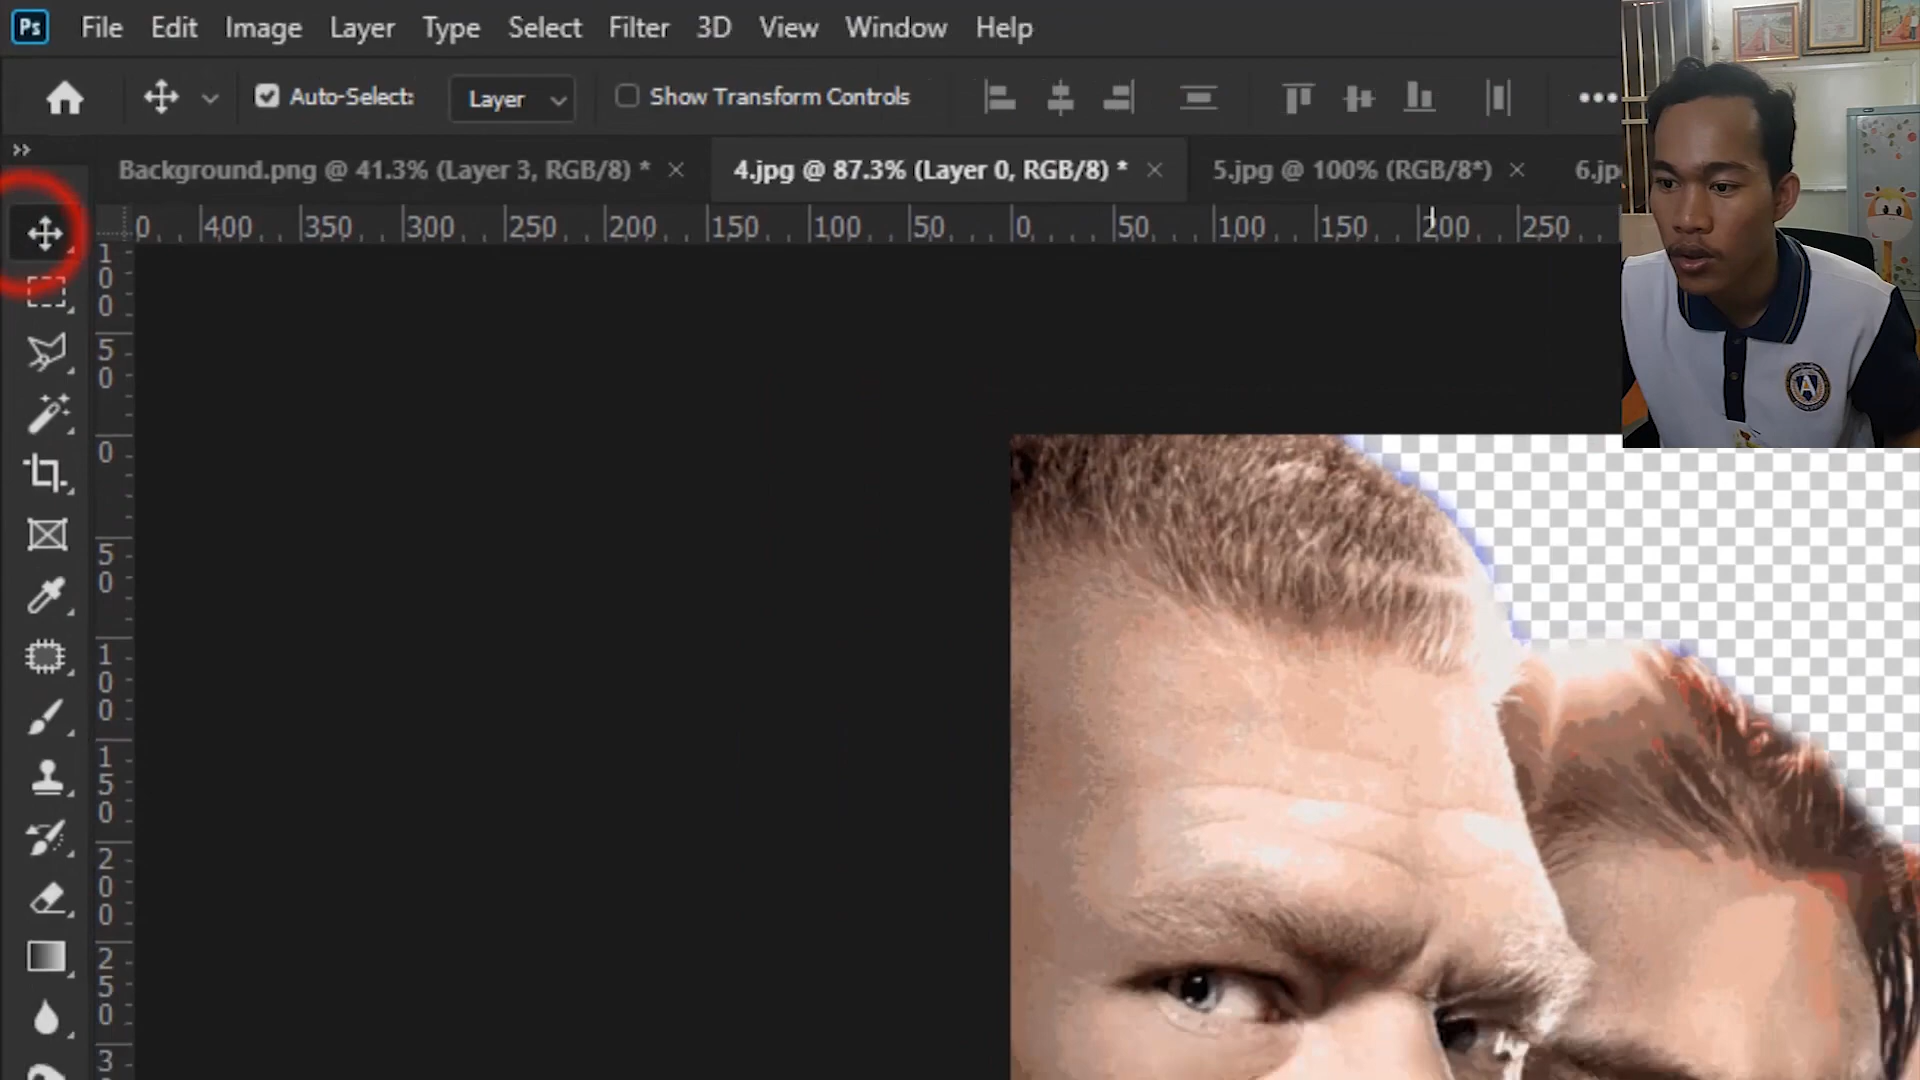 Ps File Edit Image Layer Type Select Filter 3D View Window Help
Auto-Select: Layer Show Transform Controls
Background.png @ 41.3% (Layer 3, RGB/8) * × 4.jpg @ 87.3% (Layer 0, RGB/8) * × 5.jpg @ 100% (RGB/8*) × 6.jp
0 400 350 300 250 200 150 100 50 0 50 100 150 200 250
100
50
0
50
100
150
200
250
3
A